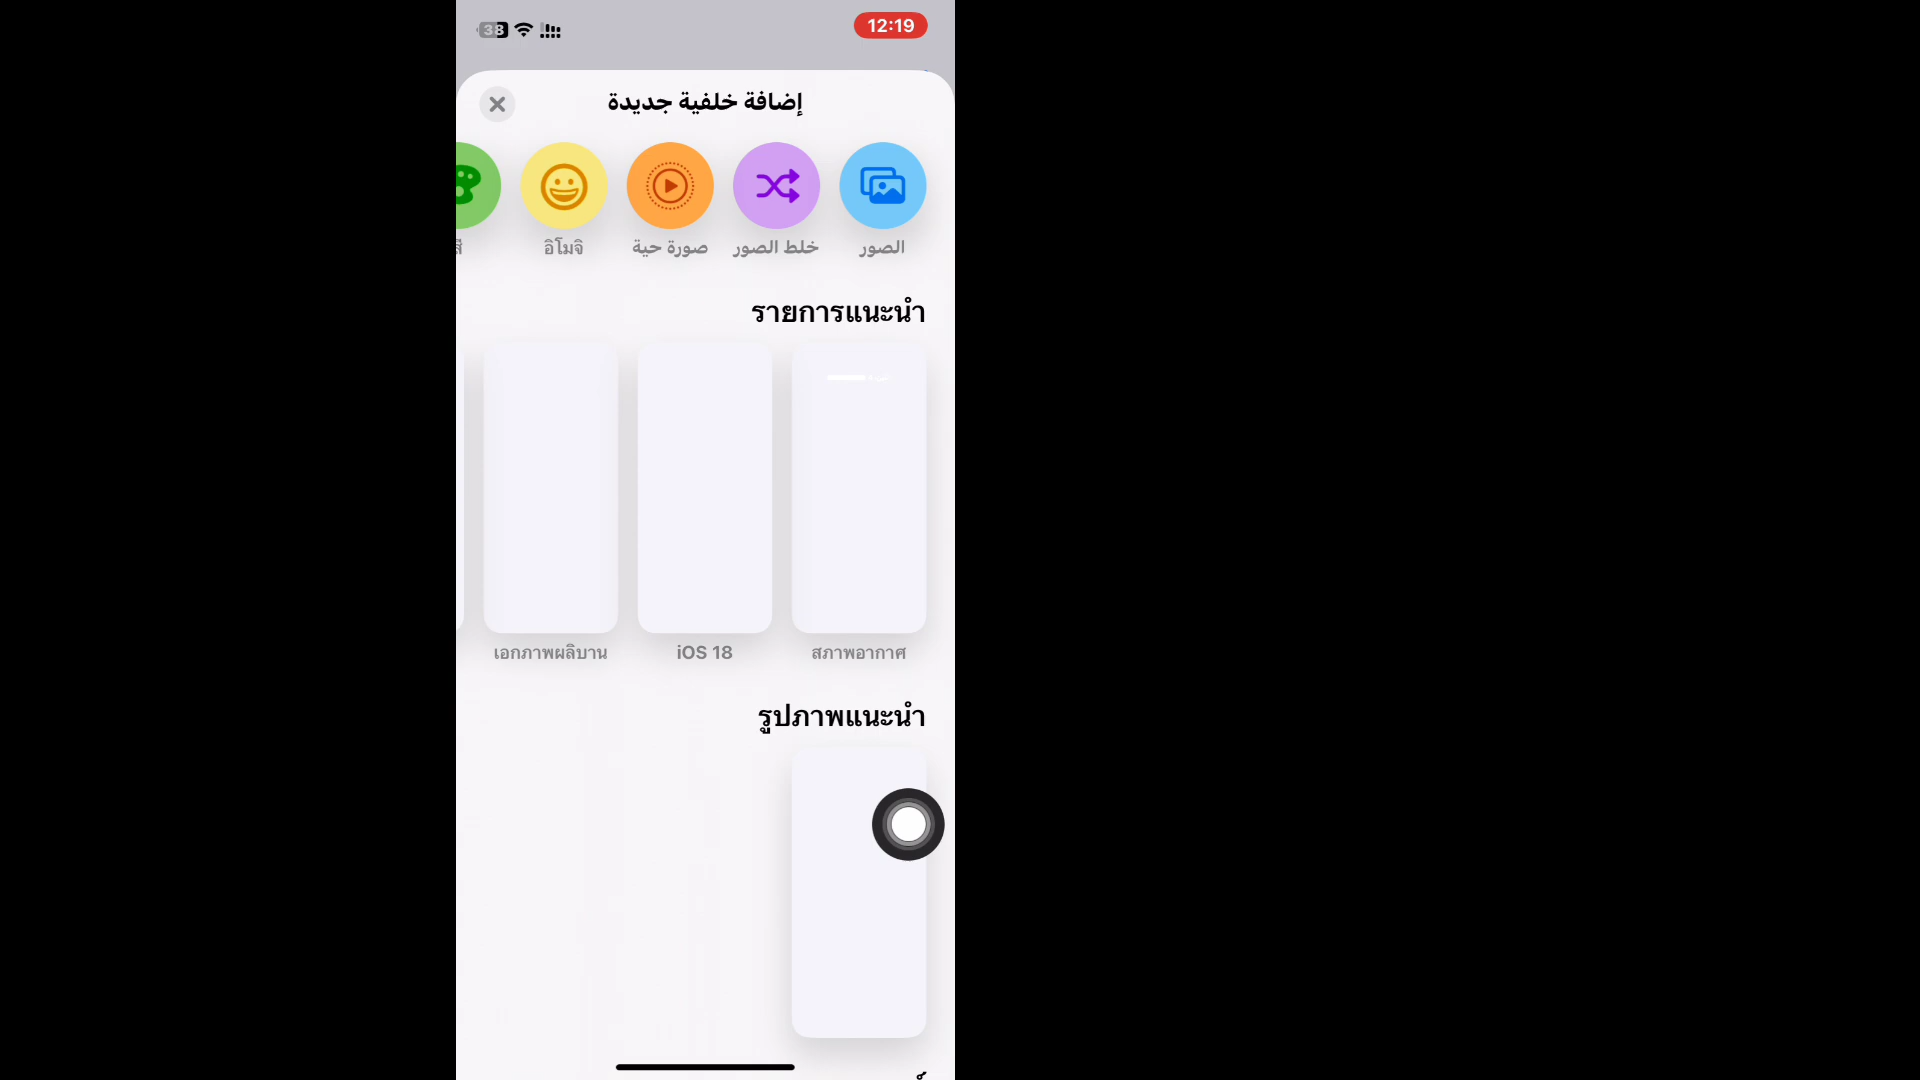 12:19
38
إضافة خلفية جديدة
الصور
خلط الصور
صورة حية
อิโมจิ
สี
รายการแนะนำ
สภาพอากาศ
iOS 18
เอกภาพผลิบาน
รูปภาพแนะนำ